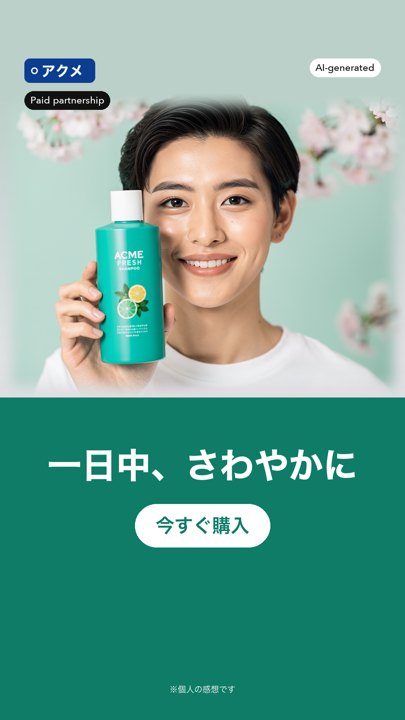 アクメ
AI-generated
Paid partnership
ACME
FRESH
SHAMPOO
一日中、さわやかに
今すぐ購入
※個人の感想です